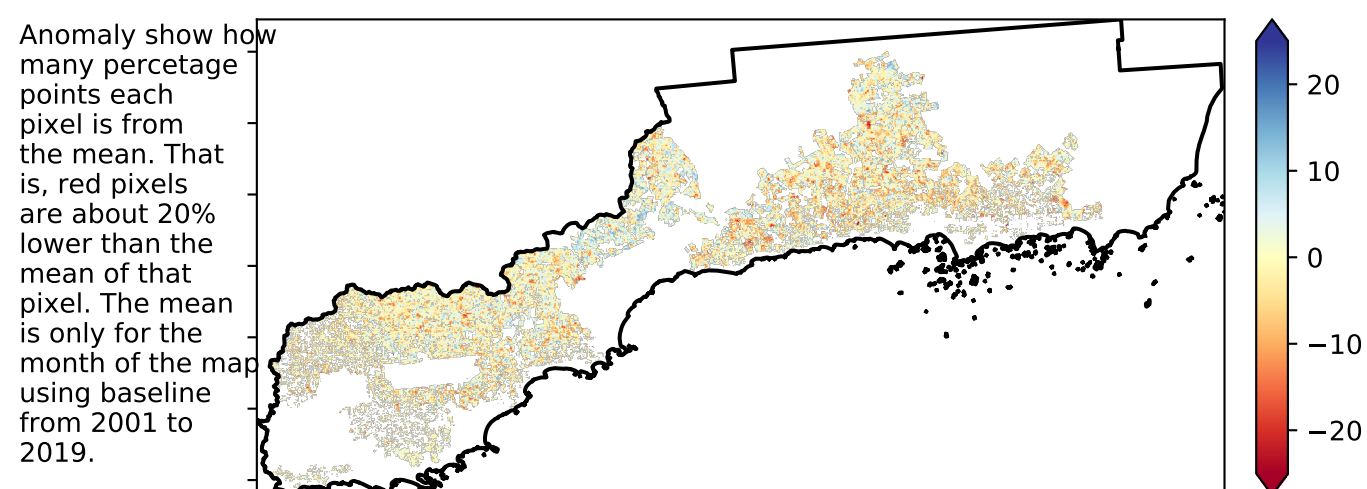 Anomaly show how
many percetage
points each
pixel is from
the mean. That
is, red pixels
are about 20%
lower than the
mean of that
pixel. The mean
is only for the
month of the map
using baseline
from 2001 to
2019.
20
10
0
−10
−20